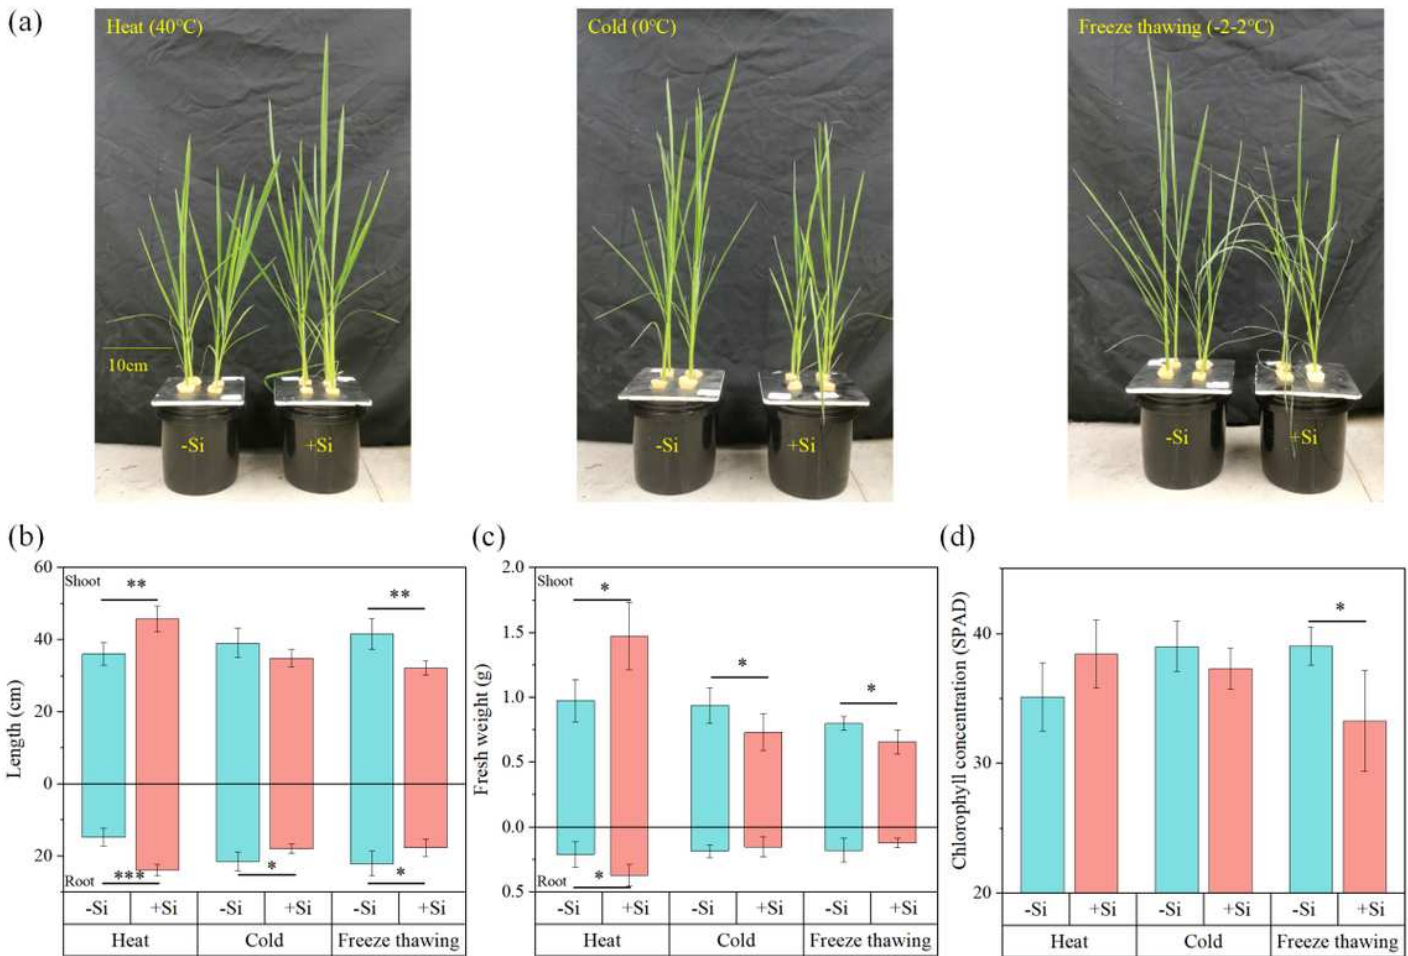 (a)
Heat (40°C)
Cold (0°C)
Freeze thawing (-2-2°C)
10cm
-Si
+Si
-Si
+Si
-Si
+Si
(b)
60
40
20
0
20
Length (cm)
Shoot
**
**
Root
***
*
*
-Si +Si -Si +Si -Si +Si
Heat Cold Freeze thawing
(c)
2.0
1.5
1.0
0.5
0.0
0.5
Fresh weight (g)
Shoot
*
*
*
Root
*
-Si +Si -Si +Si -Si +Si
Heat Cold Freeze thawing
(d)
40
30
20
Chlorophyll concentration (SPAD)
*
-Si +Si -Si +Si -Si +Si
Heat Cold Freeze thawing